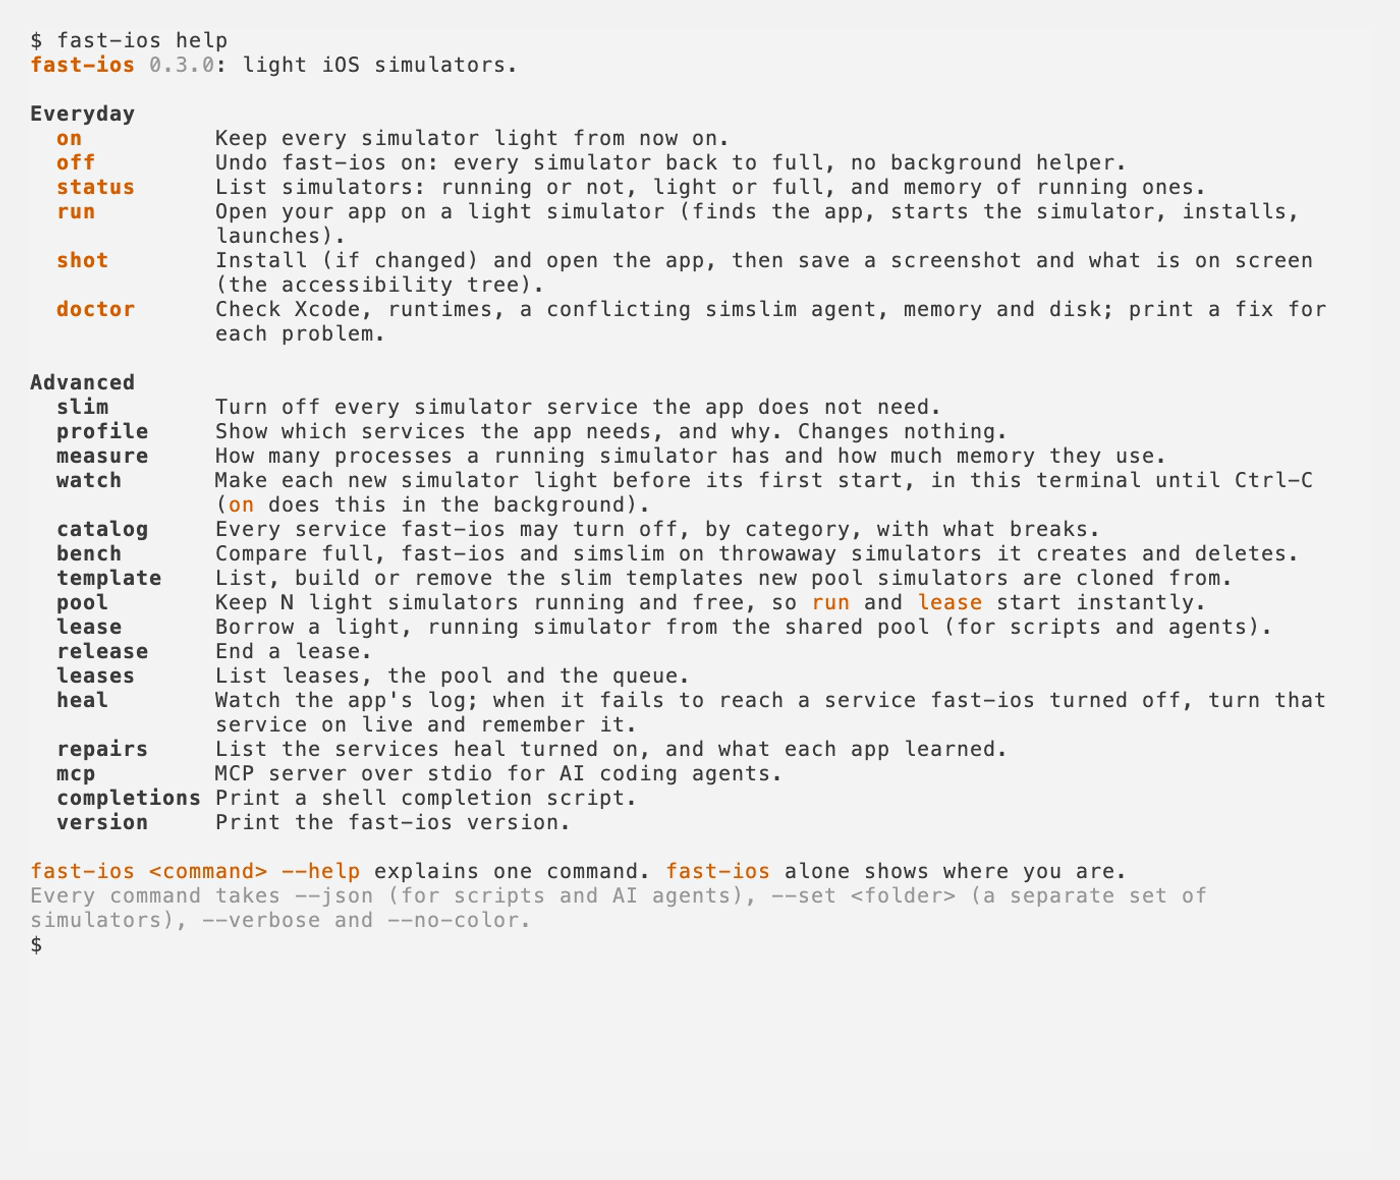 $ fast-ios help
fast-ios 0.3.0: light iOS simulators.
Everyday
on Keep every simulator light from now on.
off Undo fast-ios on: every simulator back to full, no background helper.
status List simulators: running or not, light or full, and memory of running ones.
run Open your app on a light simulator (finds the app, starts the simulator, installs,
launches).
shot Install (if changed) and open the app, then save a screenshot and what is on screen
(the accessibility tree).
doctor Check Xcode, runtimes, a conflicting simslim agent, memory and disk; print a fix for
each problem.
Advanced
slim Turn off every simulator service the app does not need.
profile Show which services the app needs, and why. Changes nothing.
measure How many processes a running simulator has and how much memory they use.
watch Make each new simulator light before its first start, in this terminal until Ctrl-C
(on does this in the background).
catalog Every service fast-ios may turn off, by category, with what breaks.
bench Compare full, fast-ios and simslim on throwaway simulators it creates and deletes.
template List, build or remove the slim templates new pool simulators are cloned from.
pool Keep N light simulators running and free, so run and lease start instantly.
lease Borrow a light, running simulator from the shared pool (for scripts and agents).
release End a lease.
leases List leases, the pool and the queue.
heal Watch the app's log; when it fails to reach a service fast-ios turned off, turn that
service on live and remember it.
repairs List the services heal turned on, and what each app learned.
mcp MCP server over stdio for AI coding agents.
completions Print a shell completion script.
version Print the fast-ios version.
fast-ios <command> --help explains one command. fast-ios alone shows where you are.
Every command takes --json (for scripts and AI agents), --set <folder> (a separate set of
simulators), --verbose and --no-color.
$